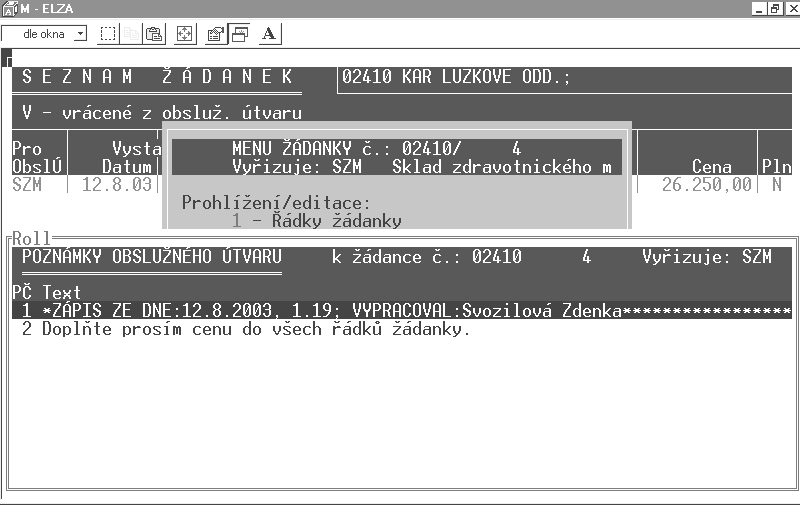 M - ELZA
dle okna
A
S E Z N A M   Ž Á D A N E K   02410 KAR LUZKOVE ODD.;
V - vrácené z obsluž. útvaru
Pro   Vysta
ObslÚ   Datum   Cena   Pln
SZM   12.8.03   26.250,00   N
MENU ŽÁDANKY č.: 02410/   4
Vyřizuje: SZM   Sklad zdravotnického m
Prohlížení/editace:
1 - Řádky žádanky
Roll
POZNÁMKY OBSLUŽNÉHO ÚTVARU   k žádance č.: 02410   4   Vyřizuje: SZM
PČ Text
1 *ZÁPIS ZE DNE:12.8.2003, 1.19; VYPRACOVAL:Svozilová Zdenka*****************
2 Doplňte prosím cenu do všech řádků žádanky.